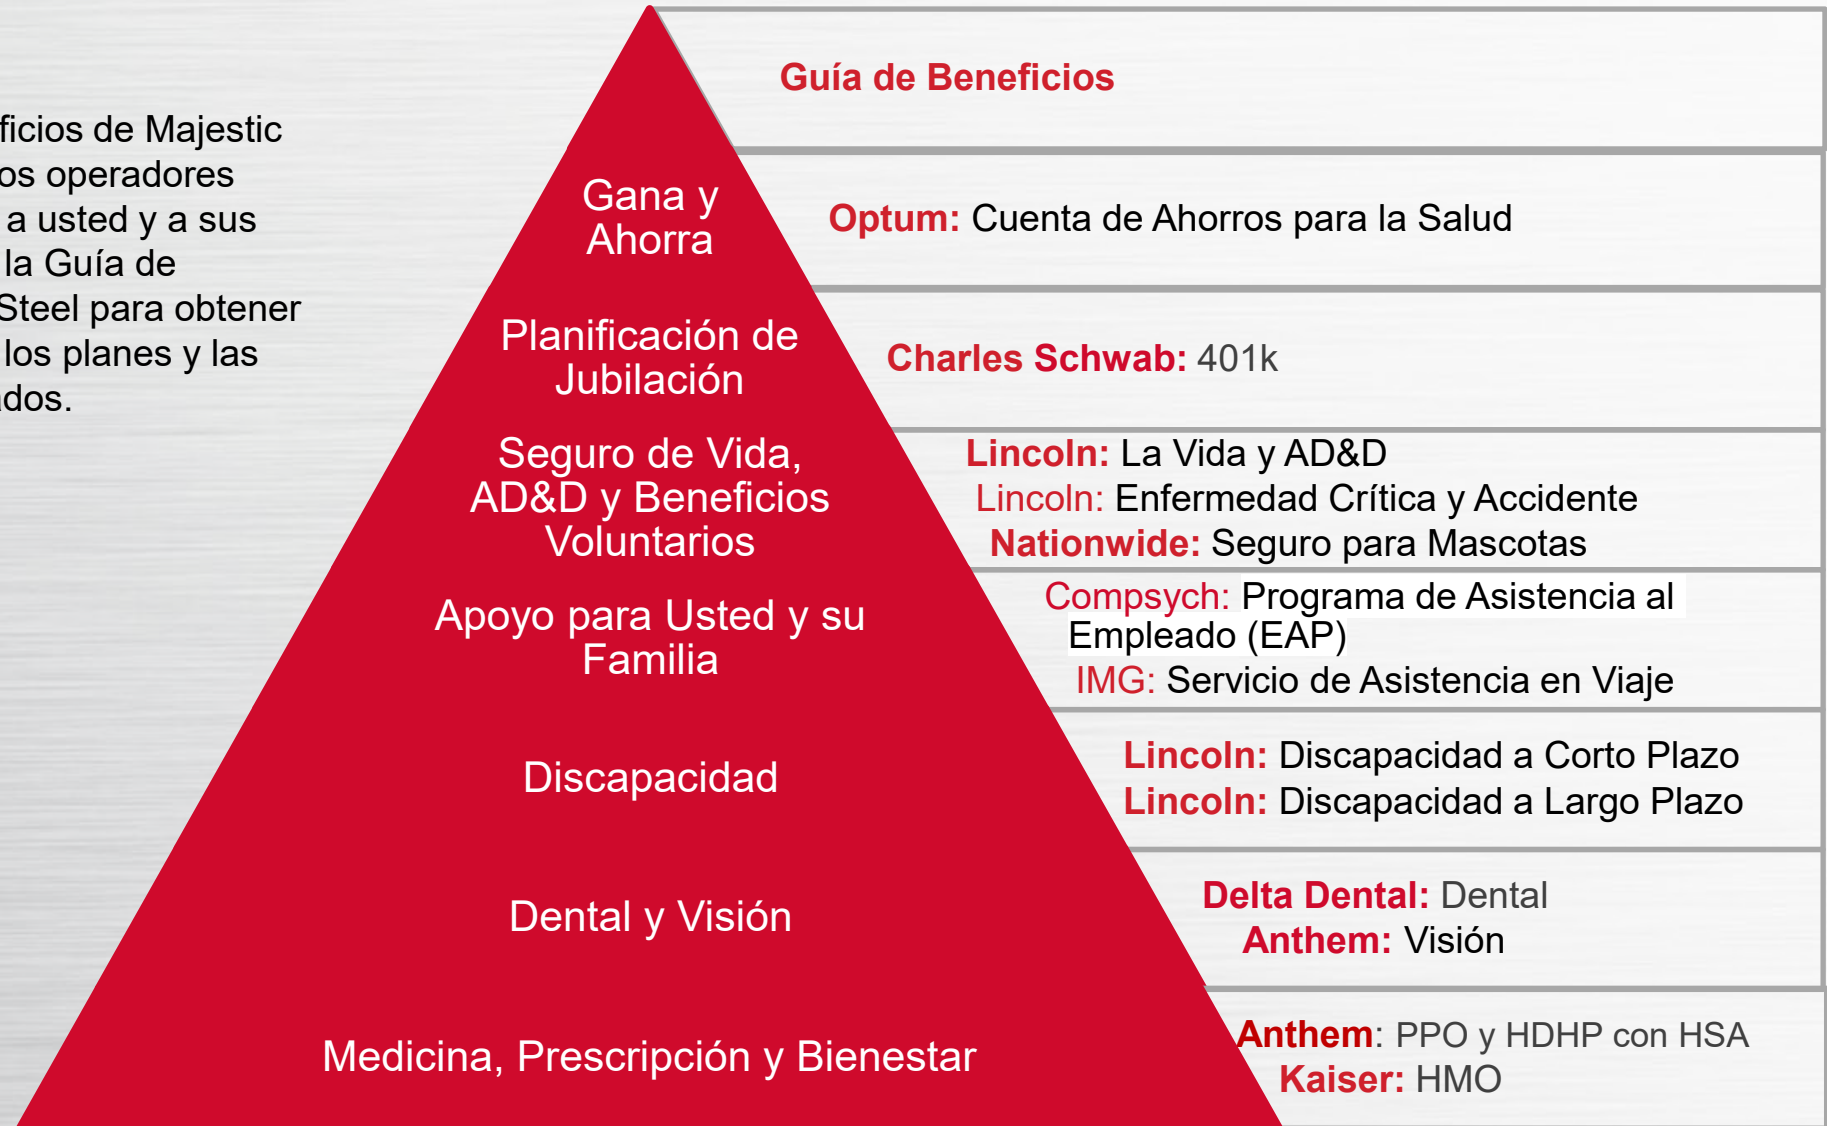 ficios de Majestic
os operadores
a usted y a sus
la Guía de
Steel para obtener
los planes y las
ados.
Guía de Beneficios
Gana y
Ahorra
Optum: Cuenta de Ahorros para la Salud
Planificación de
Jubilación
Charles Schwab: 401k
Seguro de Vida,
AD&D y Beneficios
Voluntarios
Lincoln: La Vida y AD&D
Lincoln: Enfermedad Crítica y Accidente
Nationwide: Seguro para Mascotas
Apoyo para Usted y su
Familia
Compsych: Programa de Asistencia al
Empleado (EAP)
IMG: Servicio de Asistencia en Viaje
Discapacidad
Lincoln: Discapacidad a Corto Plazo
Lincoln: Discapacidad a Largo Plazo
Dental y Visión
Delta Dental: Dental
Anthem: Visión
Medicina, Prescripción y Bienestar
Anthem: PPO y HDHP con HSA
Kaiser: HMO